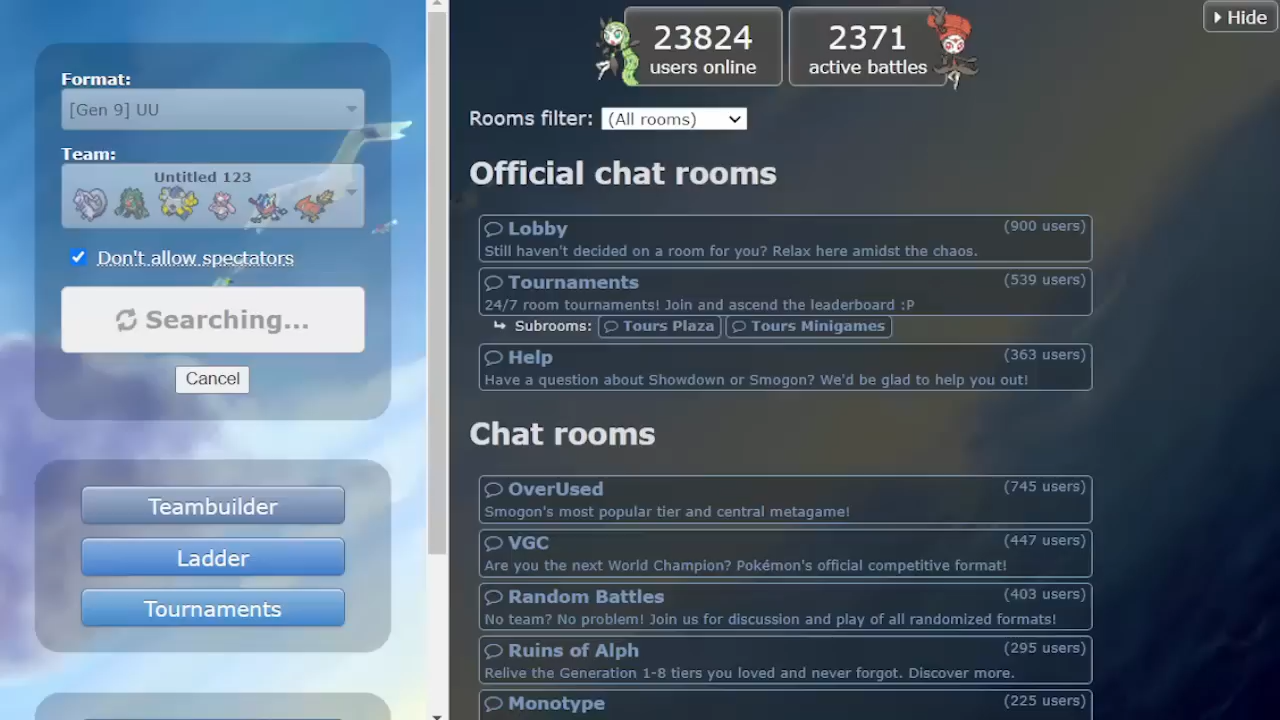 Format:
[Gen 9] UU
Team:
Untitled 123
Don't allow spectators
Searching...
Cancel
Teambuilder
Ladder
Tournaments
23824
users online
2371
active battles
Hide
Rooms filter: (All rooms)
Official chat rooms
Lobby (900 users)
Still haven't decided on a room for you? Relax here amidst the chaos.
Tournaments (539 users)
24/7 room tournaments! Join and ascend the leaderboard :P
Subrooms: Tours Plaza Tours Minigames
Help (363 users)
Have a question about Showdown or Smogon? We'd be glad to help you out!
Chat rooms
OverUsed (745 users)
Smogon's most popular tier and central metagame!
VGC (447 users)
Are you the next World Champion? Pokémon's official competitive format!
Random Battles (403 users)
No team? No problem! Join us for discussion and play of all randomized formats!
Ruins of Alph (295 users)
Relive the Generation 1-8 tiers you loved and never forgot. Discover more.
Monotype (225 users)